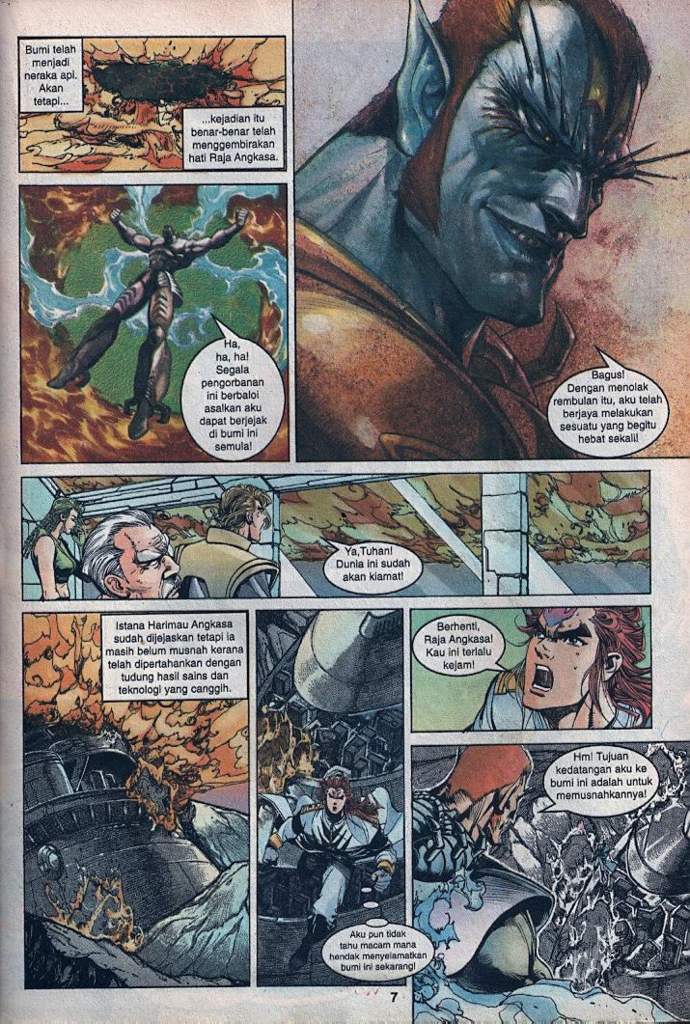 Bumi telah
menjadi
neraka api.
Akan
tetapi...
...kejadian itu
benar-benar telah
menggembirakan
hati Raja Angkasa.
Ha,
ha, ha!
Segala
pengorbanan
ini berbaloi
asalkan aku
dapat berjejak
di bumi ini
semula!
Bagus!
Dengan menolak
rembulan itu, aku telah
berjaya melakukan
sesuatu yang begitu
hebat sekali!
Ya,Tuhan!
Dunia ini sudah
akan kiamat!
Istana Harimau Angkasa
sudah dijejaskan tetapi ia
masih belum musnah kerana
telah dipertahankan dengan
tudung hasil sains dan
teknologi yang canggih.
Aku pun tidak
tahu macam mana
hendak menyelamatkan
bumi ini sekarang!
Berhenti,
Raja Angkasa!
Kau ini terlalu
kejam!
Hm! Tujuan
kedatangan aku ke
bumi ini adalah untuk
memusnahkannya!
7